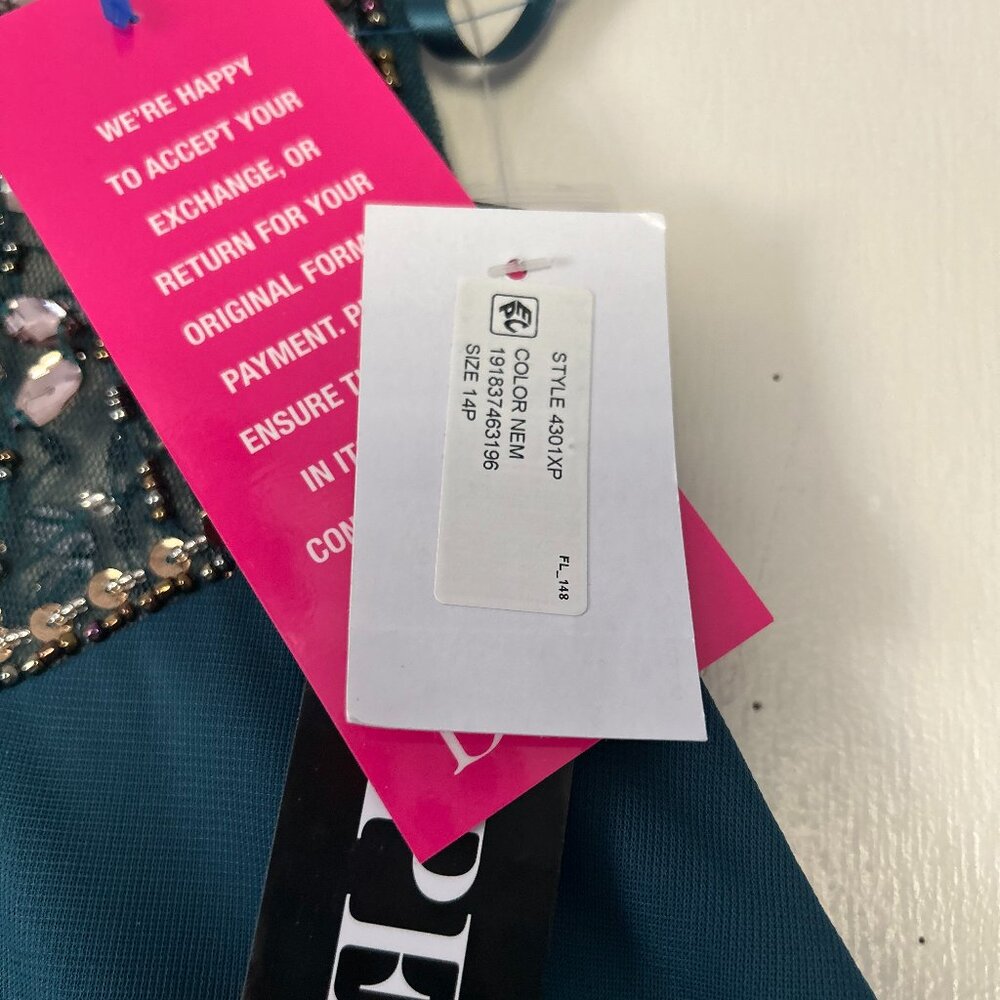 WE'RE HAPPY
TO ACCEPT YOUR
EXCHANGE, OR
RETURN FOR YOUR
ORIGINAL FORM
PAYMENT. P
ENSURE T
IN IT
CON
STYLE 4301XP
COLOR NEM
191837463196
SIZE 14P
FL_148
PE